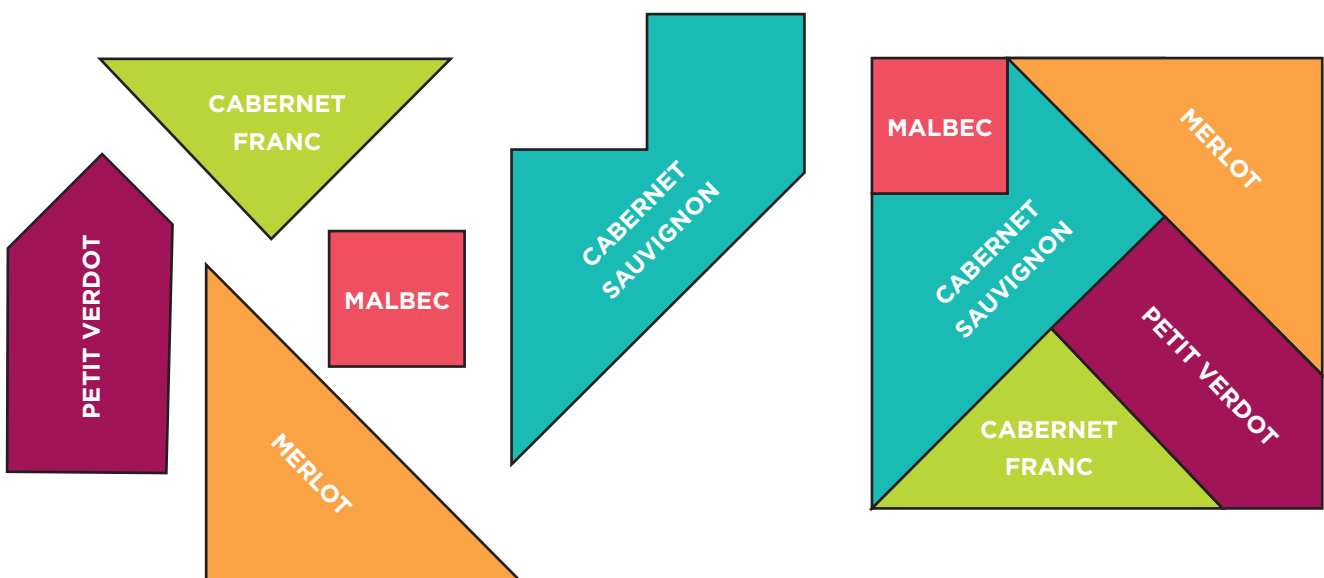 CABERNET
FRANC
PETIT VERDOT
MALBEC
MERLOT
CABERNET
SAUVIGNON
MALBEC
MERLOT
CABERNET
SAUVIGNON
PETIT VERDOT
CABERNET
FRANC